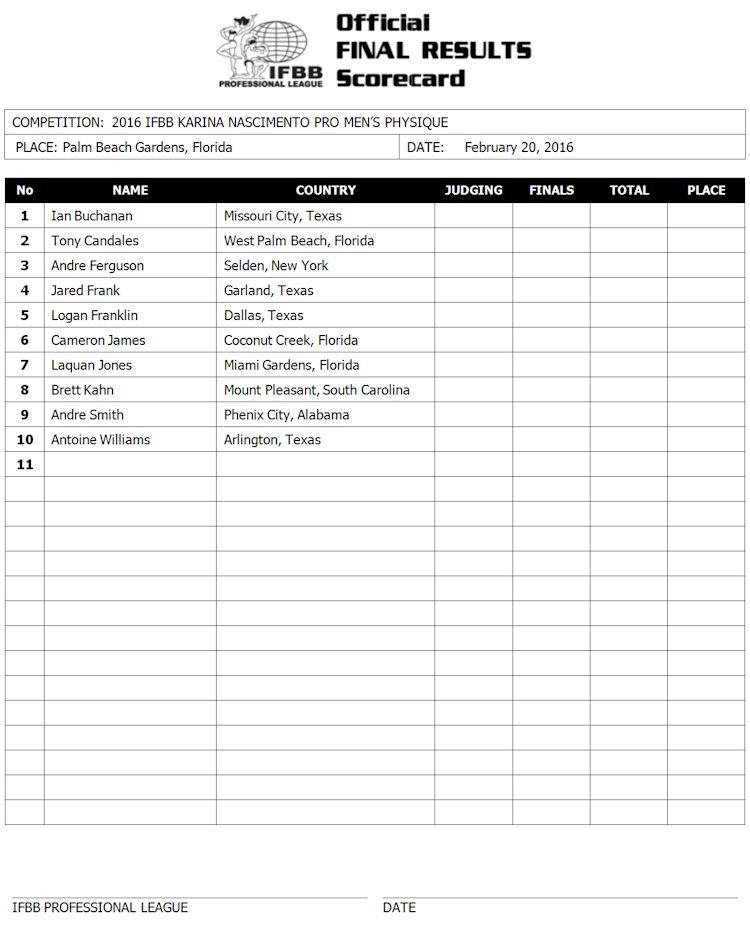 Official
FINAL RESULTS
Scorecard
IFBB
PROFESSIONAL LEAGUE
COMPETITION: 2016 IFBB KARINA NASCIMENTO PRO MEN'S PHYSIQUE
PLACE: Palm Beach Gardens, Florida DATE: February 20, 2016
No NAME COUNTRY JUDGING FINALS TOTAL PLACE
1 Ian Buchanan Missouri City, Texas
2 Tony Candales West Palm Beach, Florida
3 Andre Ferguson Selden, New York
4 Jared Frank Garland, Texas
5 Logan Franklin Dallas, Texas
6 Cameron James Coconut Creek, Florida
7 Laquan Jones Miami Gardens, Florida
8 Brett Kahn Mount Pleasant, South Carolina
9 Andre Smith Phenix City, Alabama
10 Antoine Williams Arlington, Texas
11
IFBB PROFESSIONAL LEAGUE DATE